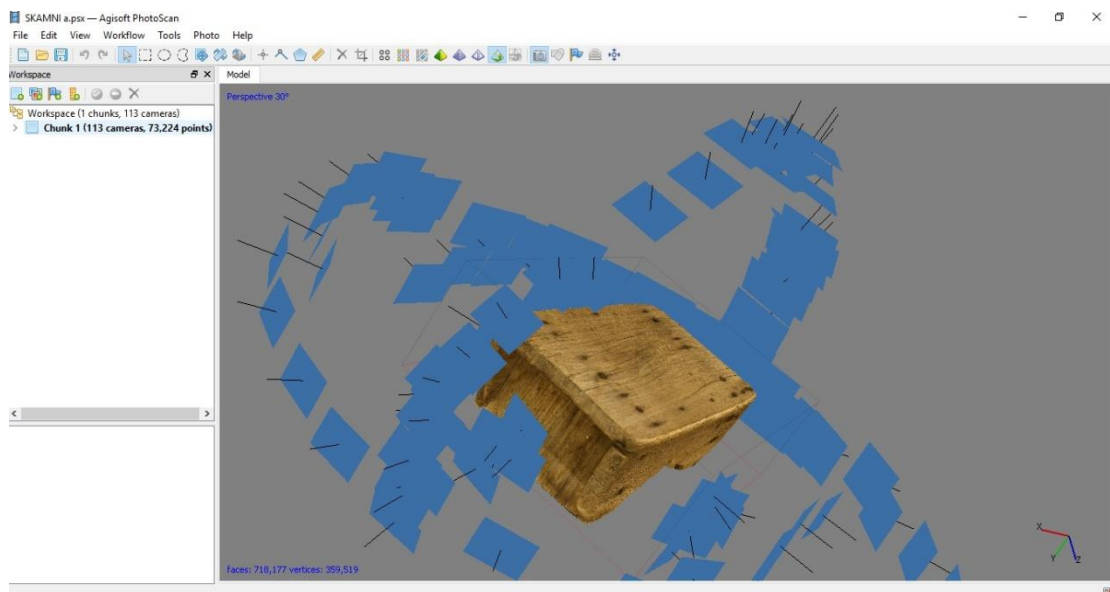 SKAMNI a.psx — Agisoft PhotoScan
File Edit View Workflow Tools Photo Help
Workspace
Model
Workspace (1 chunks, 113 cameras)
Chunk 1 (113 cameras, 73,224 points)
Perspective 30°
X
Y
Z
faces: 718,177 vertices: 359,519